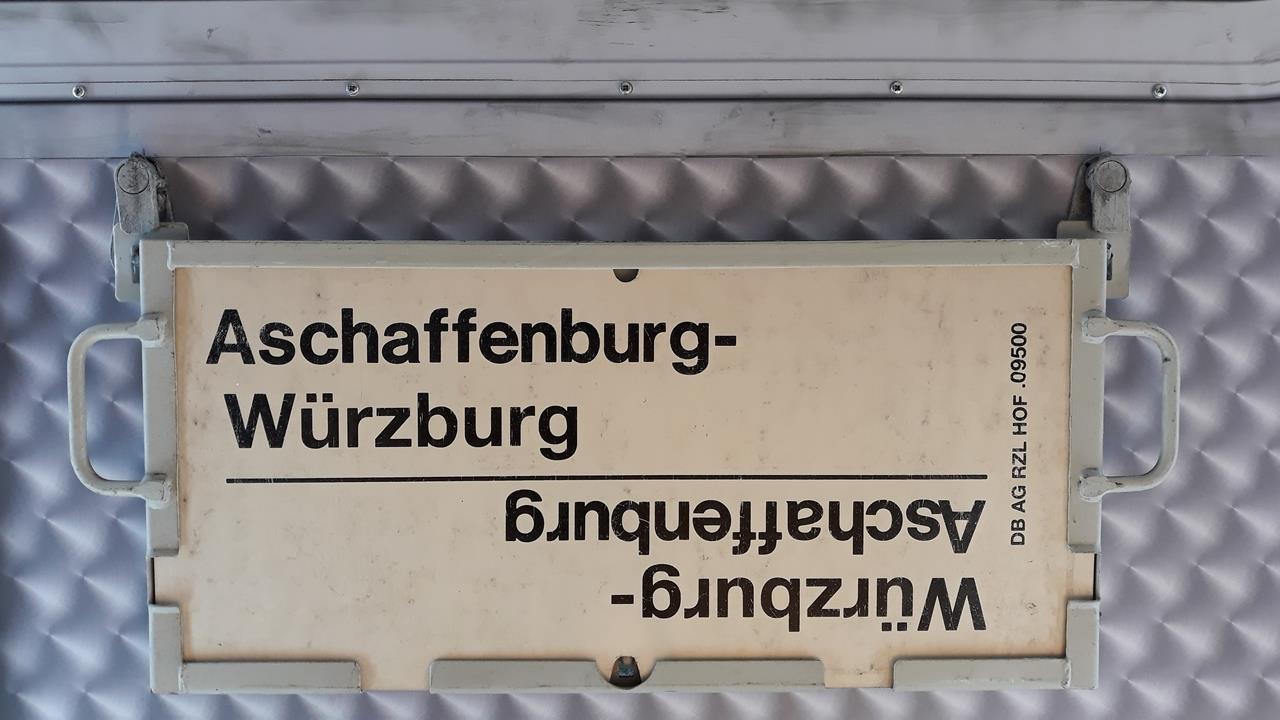 Aschaffenburg-
Würzburg
Würzburg-
Aschaffenburg
DB AG RZL HOF .09500